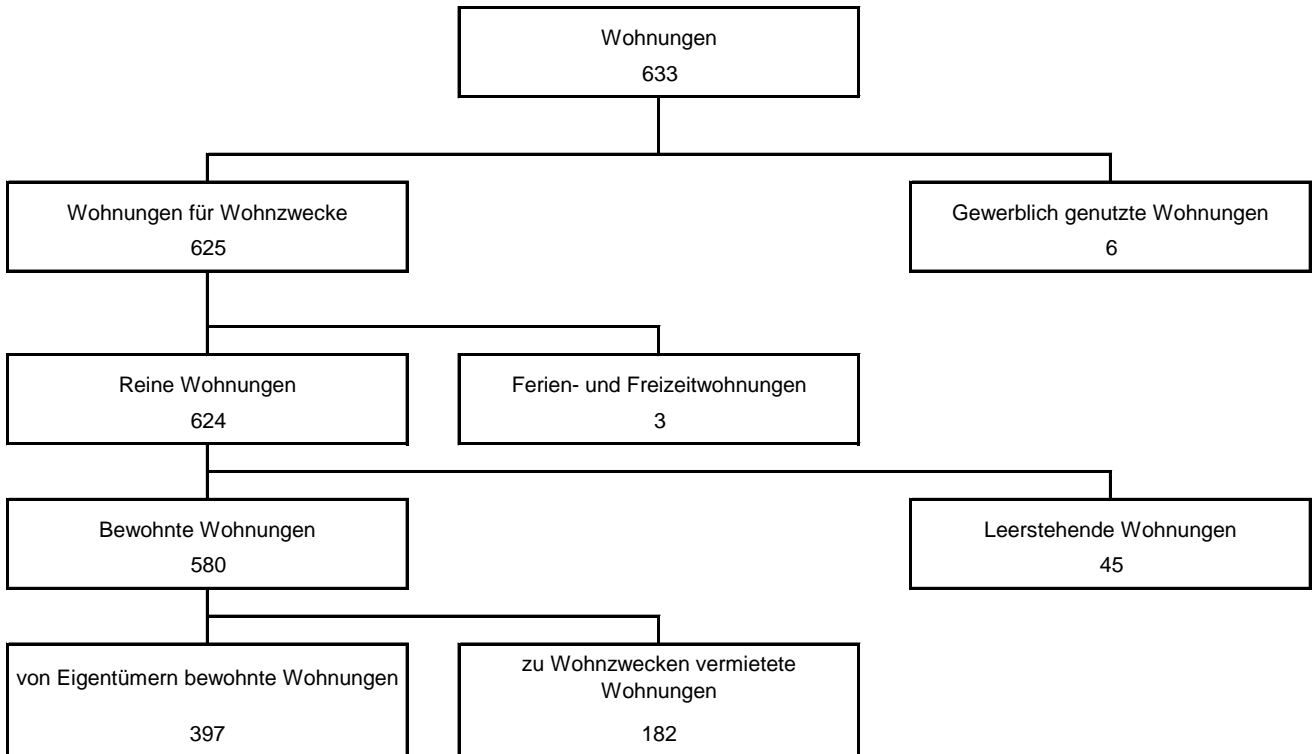 Wohnungen
633
Wohnungen für Wohnzwecke
625
Gewerblich genutzte Wohnungen
6
Reine Wohnungen
624
Ferien- und Freizeitwohnungen
3
Bewohnte Wohnungen
580
Leerstehende Wohnungen
45
von Eigentümern bewohnte Wohnungen
397
zu Wohnzwecken vermietete
Wohnungen
182